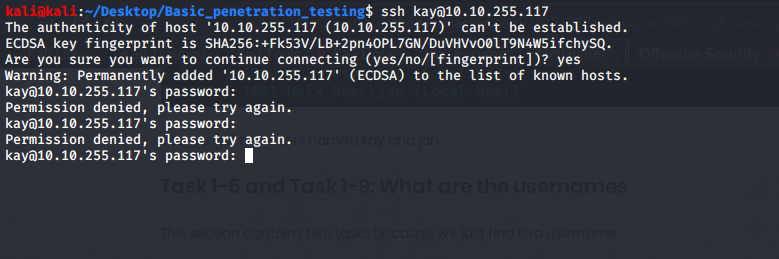 kali@kali:~/Desktop/Basic_penetration_testing$ ssh kay@10.10.255.117
The authenticity of host '10.10.255.117 (10.10.255.117)' can't be established.
ECDSA key fingerprint is SHA256:+Fk53V/LB+2pn4OPL7GN/DuVHVvO0lT9N4W5ifchySQ.
Are you sure you want to continue connecting (yes/no/[fingerprint])? yes
Offensive Security
Warning: Permanently added '10.10.255.117' (ECDSA) to the list of known hosts.
kay@10.10.255.117's password:
Permission denied, please try again.
kay@10.10.255.117's password:
Permission denied, please try again.
named kay and jan
kay@10.10.255.117's password:
Task 1-5 and Task 1-9: What are the usernames
This section contains two tasks because we just find two username